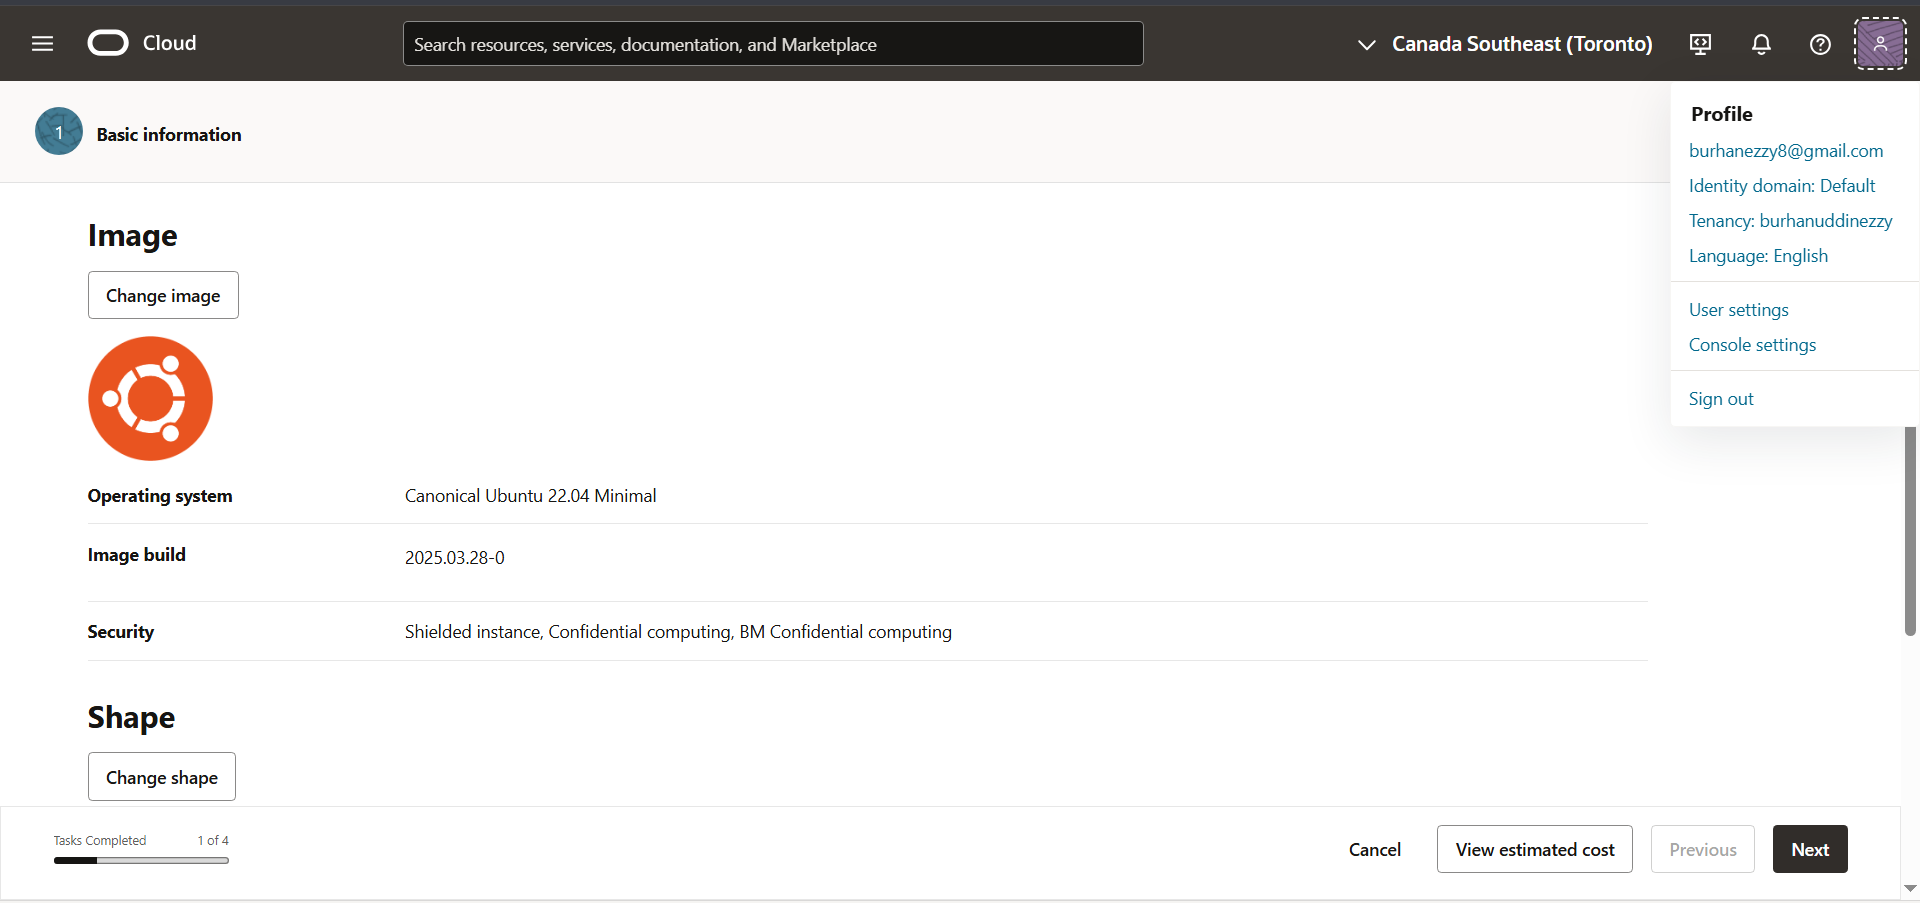 Cloud
Search resources, services, documentation, and Marketplace
Canada Southeast (Toronto)
1
Basic information
Profile
burhanezzy8@gmail.com
Identity domain: Default
Tenancy: burhanuddinezzy
Language: English
User settings
Console settings
Sign out
Image
Change image
Operating system
Canonical Ubuntu 22.04 Minimal
Image build
2025.03.28-0
Security
Shielded instance, Confidential computing, BM Confidential computing
Shape
Change shape
Tasks Completed
1 of 4
Cancel
View estimated cost
Previous
Next